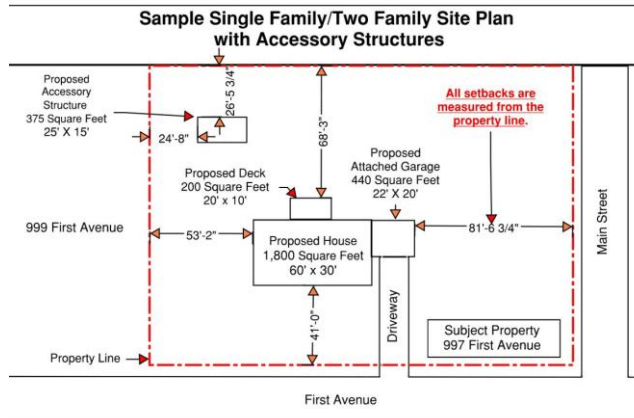 Sample Single Family/Two Family Site Plan
with Accessory Structures
Proposed
Accessory
Structure
375 Square Feet
25' X 15'
26'-5 3/4"
24'-8"
68'-3"
All setbacks are
measured from the
property line.
Proposed
Attached Garage
440 Square Feet
22' X 20'
Proposed Deck
200 Square Feet
20' x 10'
999 First Avenue
53'-2"
Proposed House
1,800 Square Feet
60' x 30'
81'-6 3/4"
Main Street
41'-0"
Driveway
Subject Property
997 First Avenue
Property Line
First Avenue